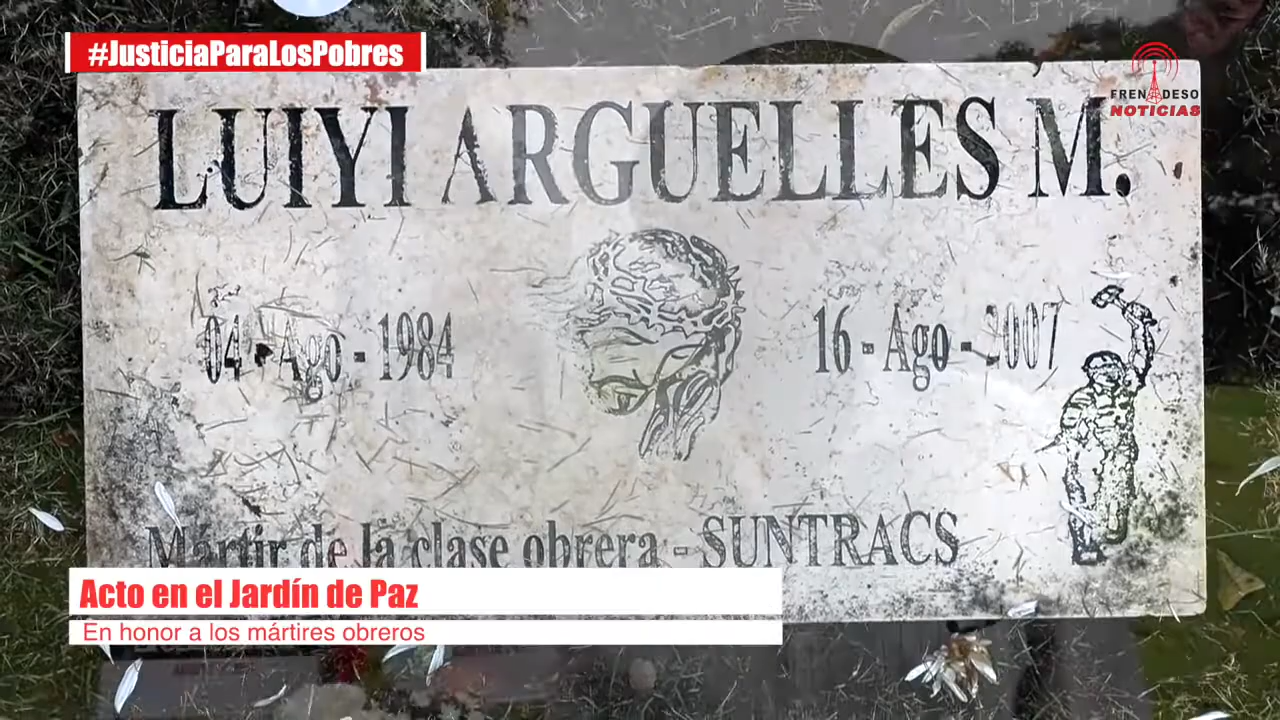 #JusticiaParaLosPobres
FRENADESO
NOTICIAS
LUIYI ARGUELLES M.
04 - Ago - 1984
16 - Ago - 2007
Mártir de la clase obrera - SUNTRACS
Acto en el Jardín de Paz
En honor a los mártires obreros